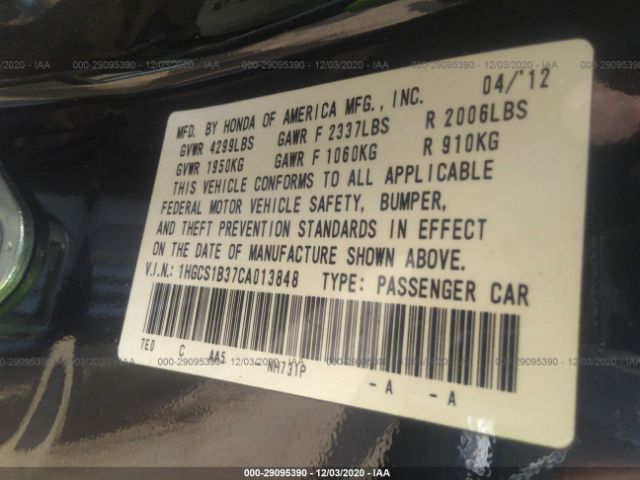 000-29095390 - 12/03/2020 - IAA
MFD. BY HONDA OF AMERICA MFG., INC. 04/'12
GVWR 4299LBS GAWR F 2337LBS R 2006LBS
GVWR 1950KG GAWR F 1060KG R 910KG
THIS VEHICLE CONFORMS TO ALL APPLICABLE
FEDERAL MOTOR VEHICLE SAFETY, BUMPER,
AND THEFT PREVENTION STANDARDS IN EFFECT
ON THE DATE OF MANUFACTURE SHOWN ABOVE.
V.I.N.: 1HGCS1B37CA013848 TYPE: PASSENGER CAR
TE0 C AA5 NH731P - A - A
000-29095390 - 12/03/2020 - IAA